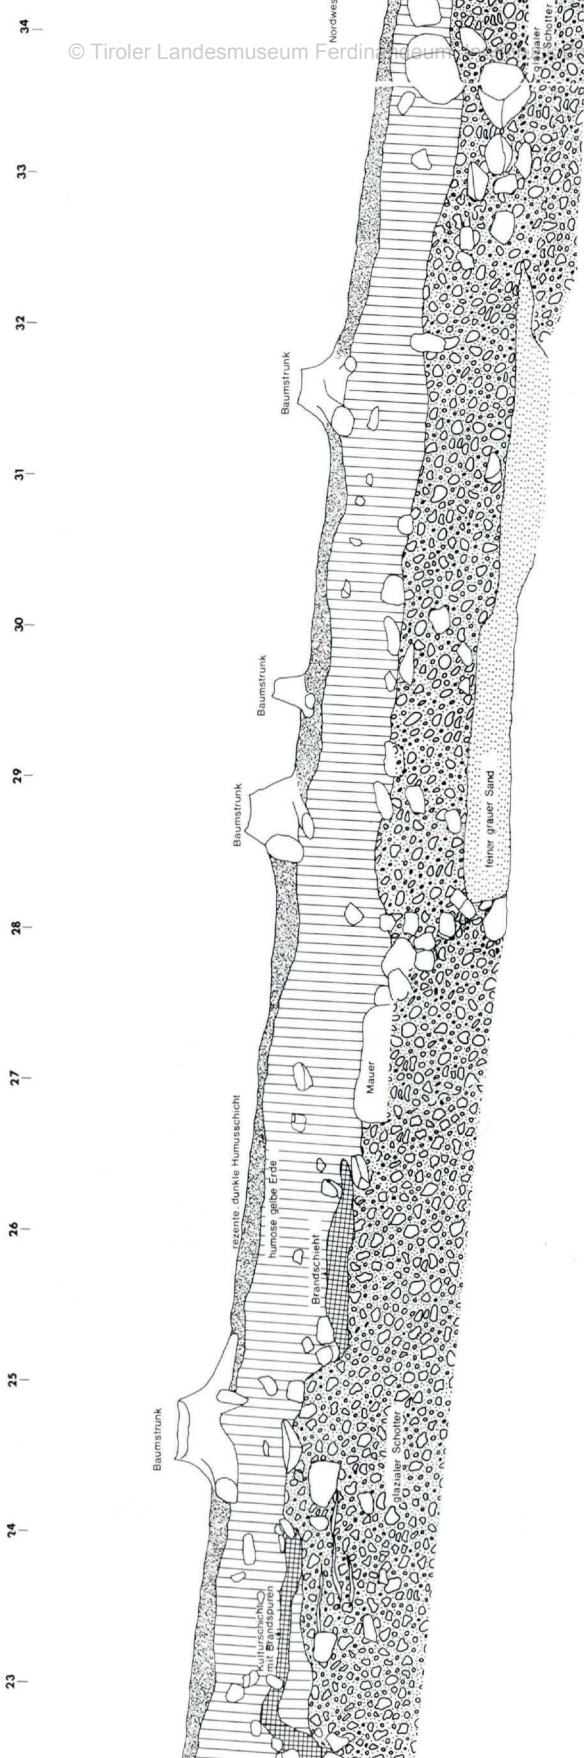 34
Nordwes
glazialer
Schotter
© Tiroler Landesmuseum Ferdinandeum
33
32
Baumstrunk
31
30
Baumstrunk
29
Baumstrunk
feiner grauer Sand
28
27
Mauer
rezente, dunkle Humusschicht
humose gelbe Erde
26
Brandschicht
25
Baumstrunk
glazialer Schotter
24
Kulturschicht
mit Brandspuren
23